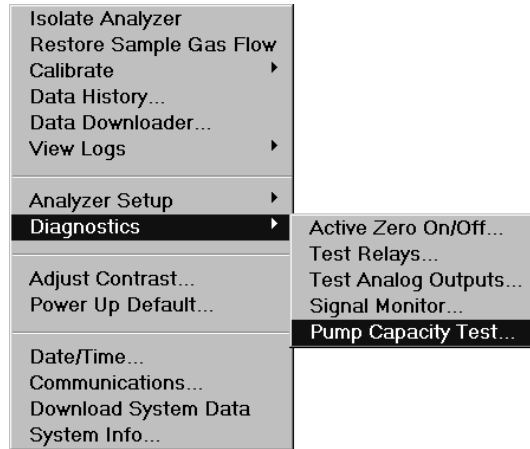 Isolate Analyzer
Restore Sample Gas Flow
Calibrate
Data History...
Data Downloader...
View Logs
Analyzer Setup
Diagnostics
Active Zero On/Off...
Test Relays...
Test Analog Outputs...
Signal Monitor...
Pump Capacity Test...
Adjust Contrast...
Power Up Default...
Date/Time...
Communications...
Download System Data
System Info...